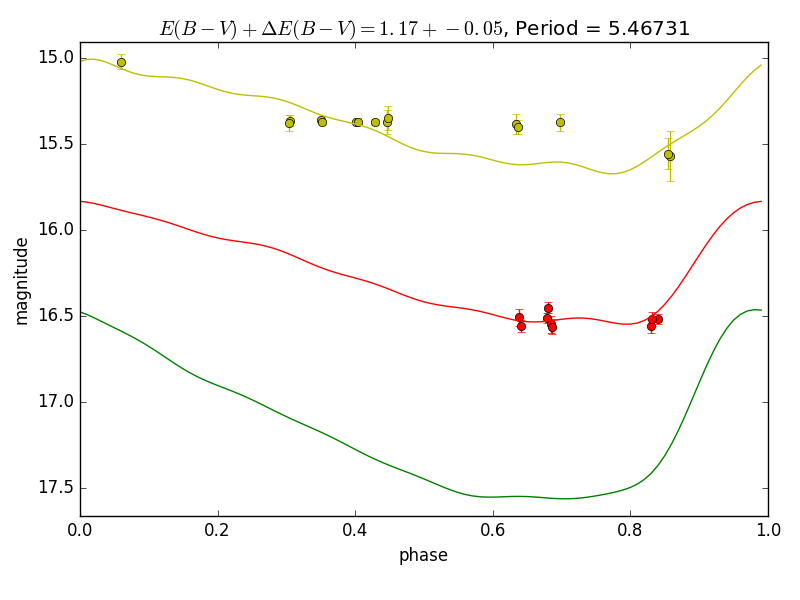 E(B − V) + ΔE(B − V) = 1.17 + −0.05, Period = 5.46731
15.0
15.5
16.0
16.5
17.0
17.5
magnitude
0.0 0.2 0.4 0.6 0.8 1.0
phase